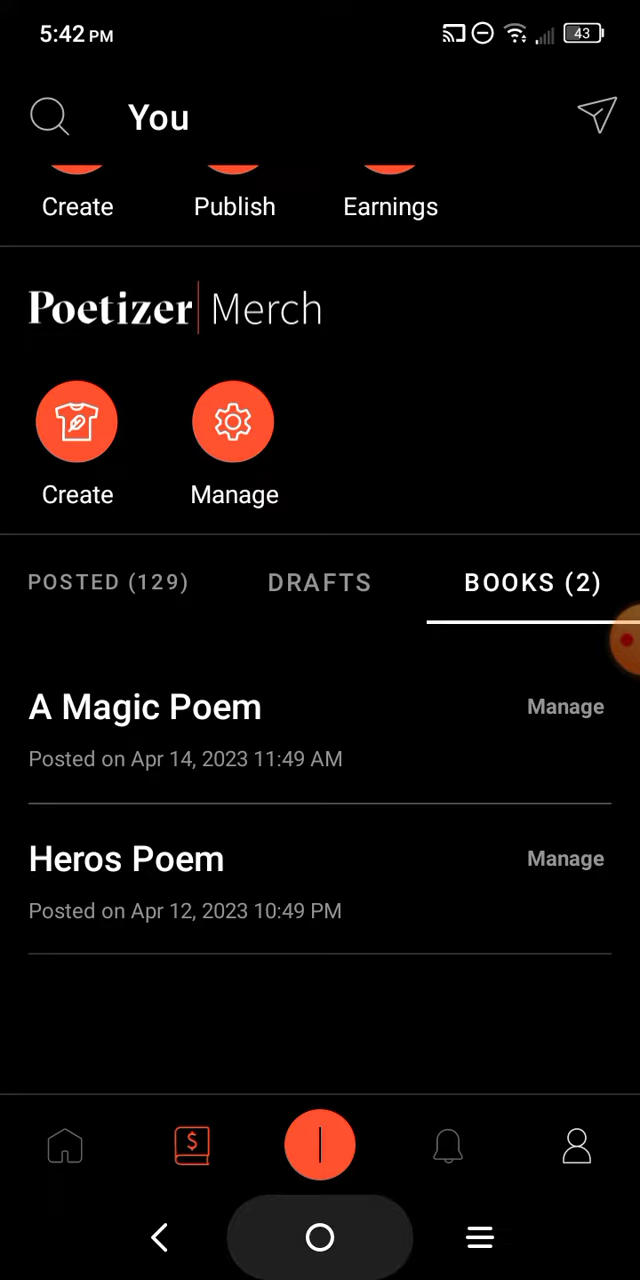 5:42 PM
43
You
Create
Publish
Earnings
Poetizer Merch
Create
Manage
POSTED (129)
DRAFTS
BOOKS (2)
A Magic Poem
Manage
Posted on Apr 14, 2023 11:49 AM
Heros Poem
Manage
Posted on Apr 12, 2023 10:49 PM
$